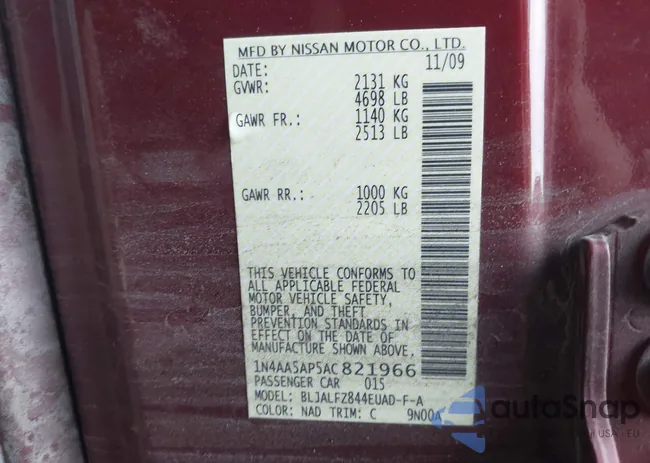 MFD BY NISSAN MOTOR CO., LTD.
DATE: 11/09
GVWR: 2131 KG
4698 LB
GAWR FR.: 1140 KG
2513 LB
GAWR RR.: 1000 KG
2205 LB
THIS VEHICLE CONFORMS TO
ALL APPLICABLE FEDERAL
MOTOR VEHICLE SAFETY,
BUMPER, AND THEFT
PREVENTION STANDARDS IN
EFFECT ON THE DATE OF
MANUFACTURE SHOWN ABOVE.
1N4AA5AP5AC821966
PASSENGER CAR 015
MODEL: BLJALFZ844EUAD-F-A
COLOR: NAD TRIM: C 9N00A
autoSnap